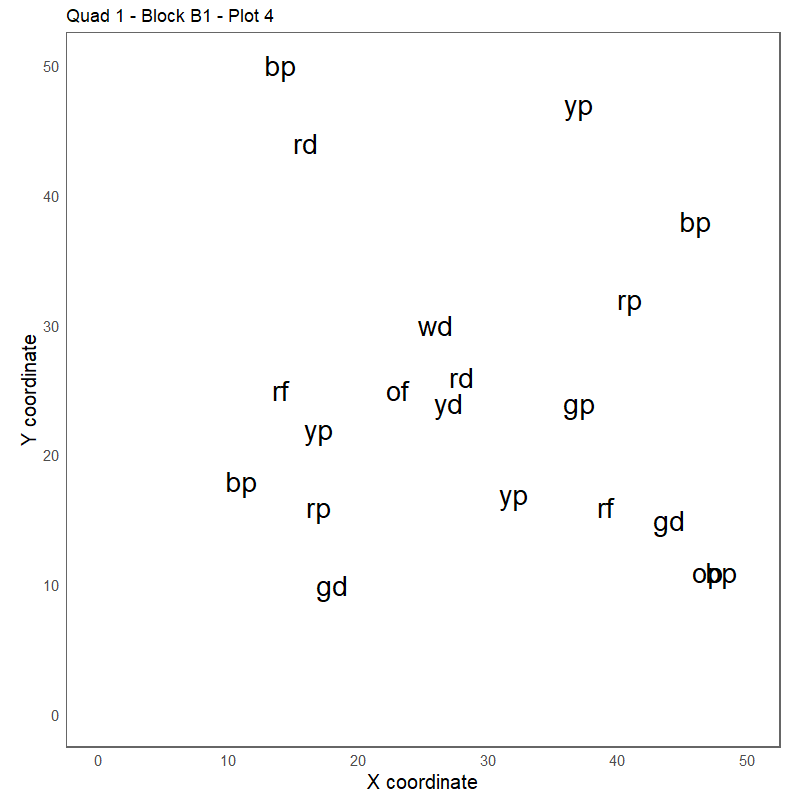 Quad 1 - Block B1 - Plot 4
50
bp
yp
rd
40
bp
rp
30
wd
rd
rf
of
yd
gp
yp
20
bp
yp
rp
rf
gd
10
gd
op
bp
0
0 10 20 30 40 50
X coordinate
Y coordinate